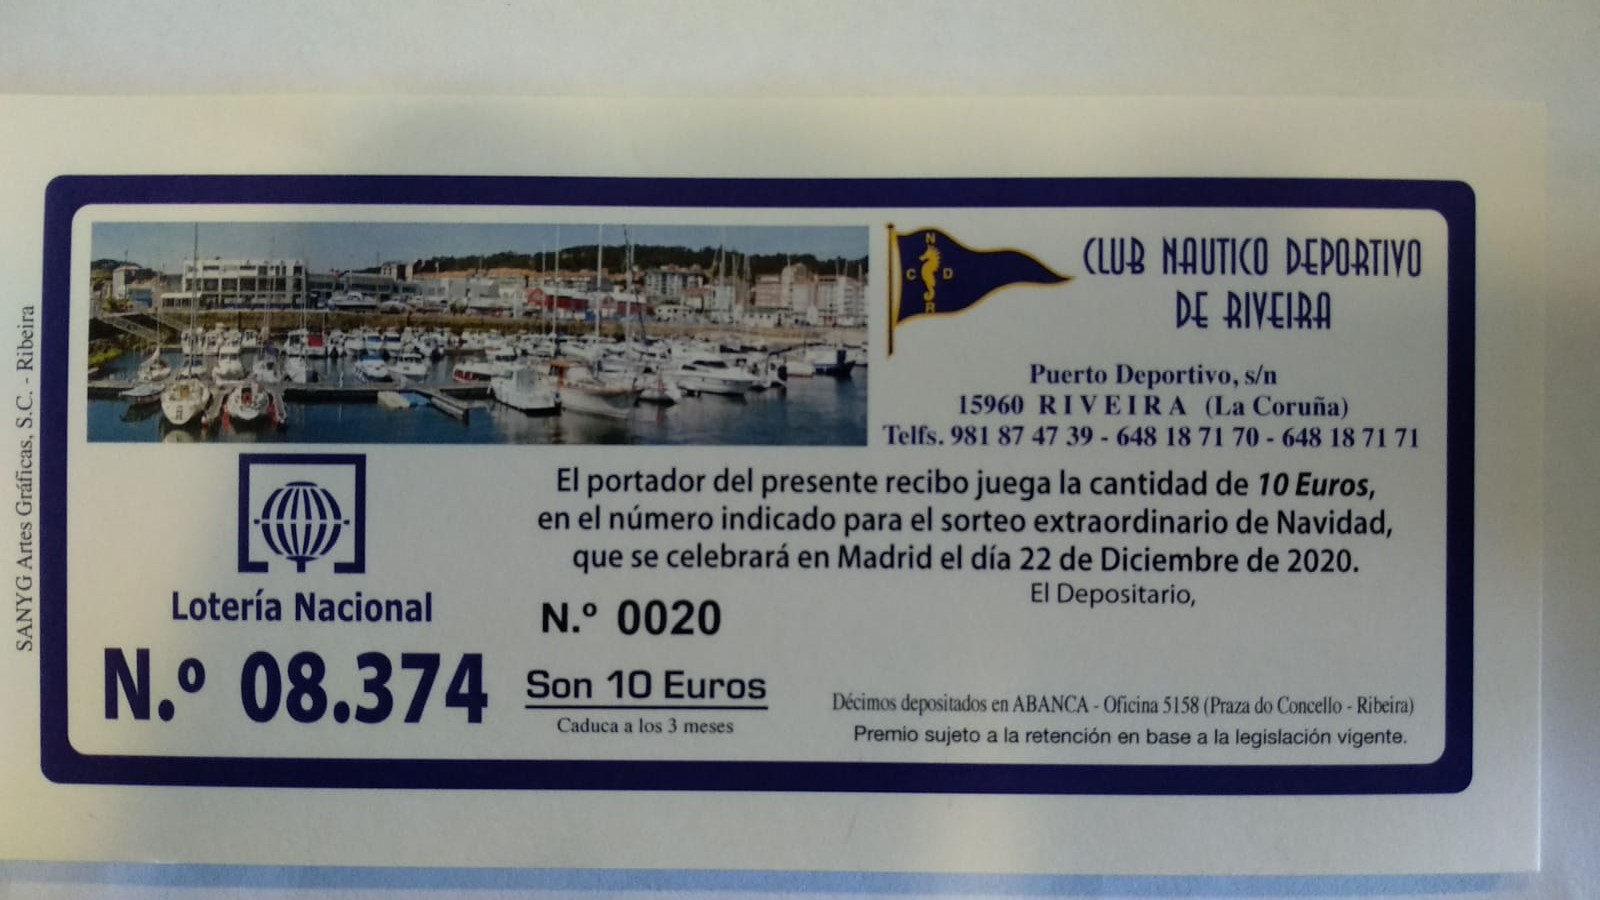 SANYG Artes Gráficas, S.C. - Ribeira
N
C D
R
CLUB NAUTICO DEPORTIVO
DE RIVEIRA
Puerto Deportivo, s/n
15960 RIVEIRA (La Coruña)
Telfs. 981 87 47 39 - 648 18 71 70 - 648 18 71 71
El portador del presente recibo juega la cantidad de 10 Euros,
en el número indicado para el sorteo extraordinario de Navidad,
que se celebrará en Madrid el día 22 de Diciembre de 2020.
El Depositario,
Lotería Nacional
N.º 08.374
N.º 0020
Son 10 Euros
Caduca a los 3 meses
Décimos depositados en ABANCA - Oficina 5158 (Praza do Concello - Ribeira)
Premio sujeto a la retención en base a la legislación vigente.